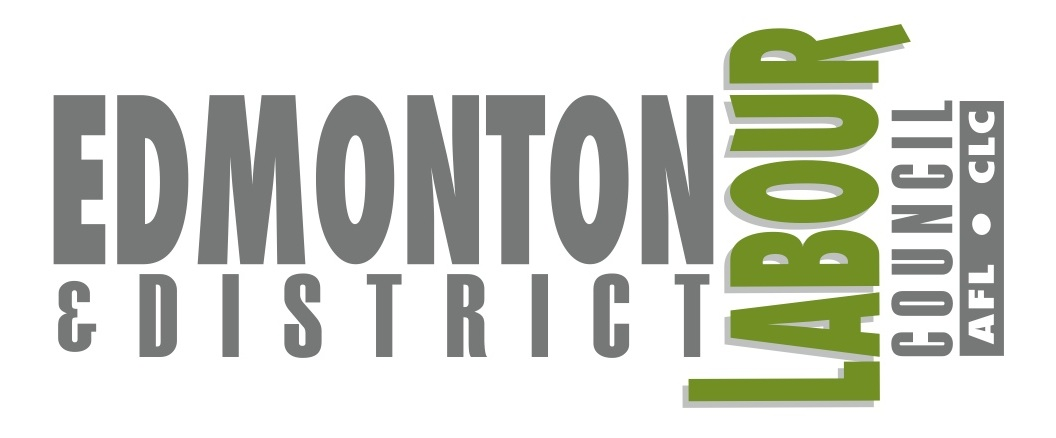 EDMONTON
& DISTRICT
LABOUR
COUNCIL
AFL • CLC